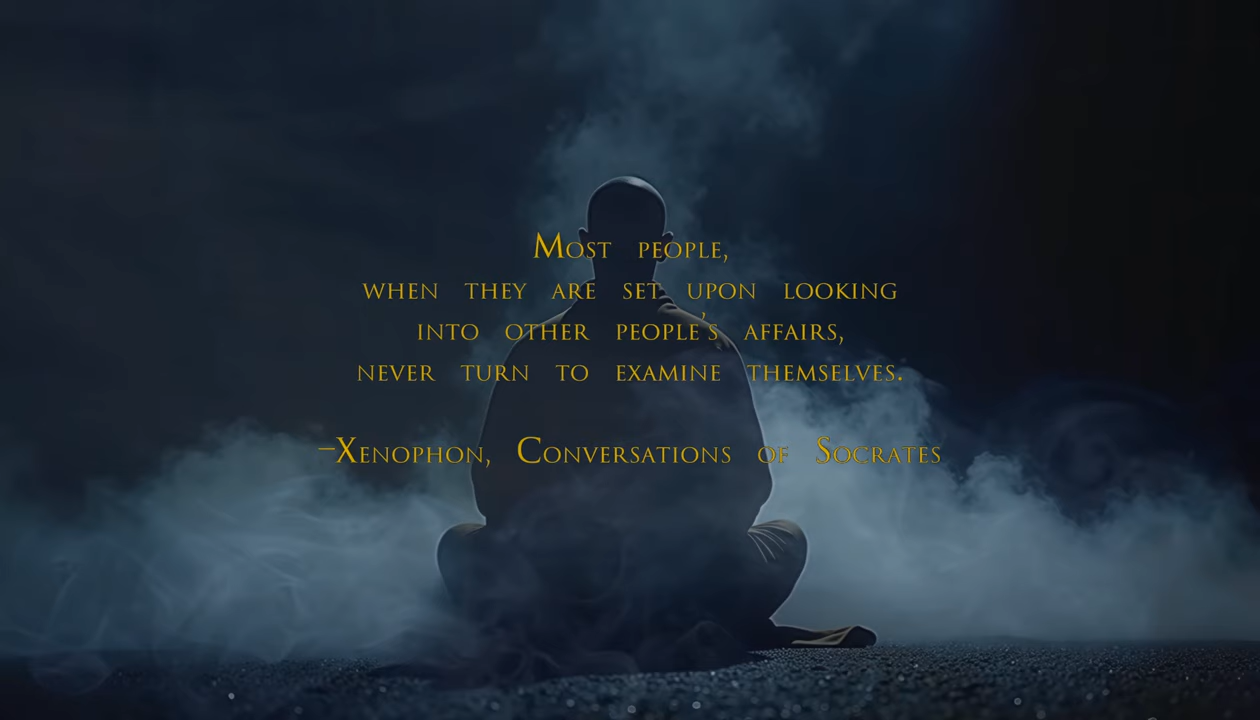 Most people,
when they are set upon looking
into other people's affairs,
never turn to examine themselves.
–Xenophon, Conversations of Socrates